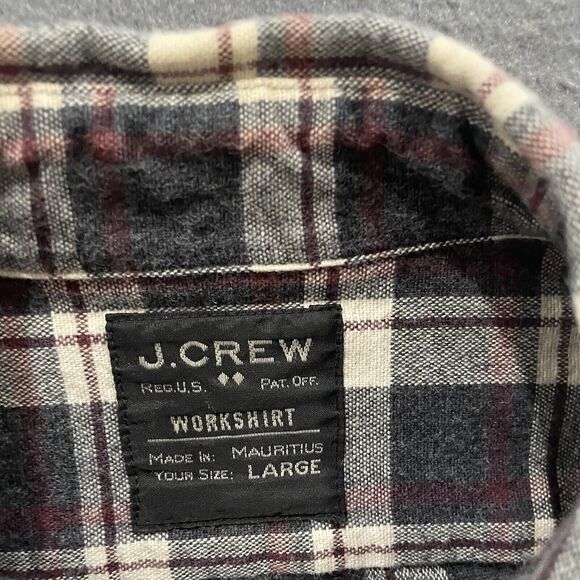 J.CREW
REG.U.S. PAT. OFF.
WORKSHIRT
MADE IN: MAURITIUS
YOUR SIZE: LARGE